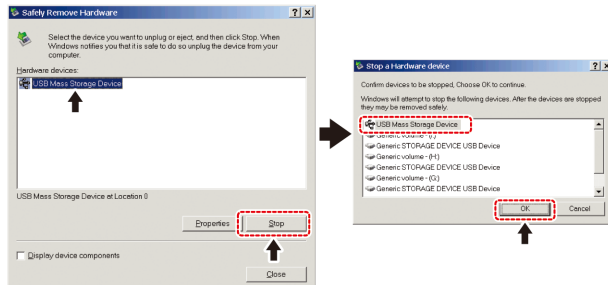 Safely Remove Hardware
Select the device you want to unplug or eject, and then click Stop. When
Windows notifies you that it is safe to do so unplug the device from your
computer.
Hardware devices:
USB Mass Storage Device
USB Mass Storage Device at Location 0
Properties
Stop
Display device components
Close
Stop a Hardware device
Confirm devices to be stopped, Choose OK to continue.
Windows will attempt to stop the following devices. After the devices are stopped
they may be removed safely.
USB Mass Storage Device
Generic volume - (I:)
Generic STORAGE DEVICE USB Device
Generic volume - (H:)
Generic STORAGE DEVICE USB Device
Generic volume - (G:)
Generic STORAGE DEVICE USB Device
OK
Cancel